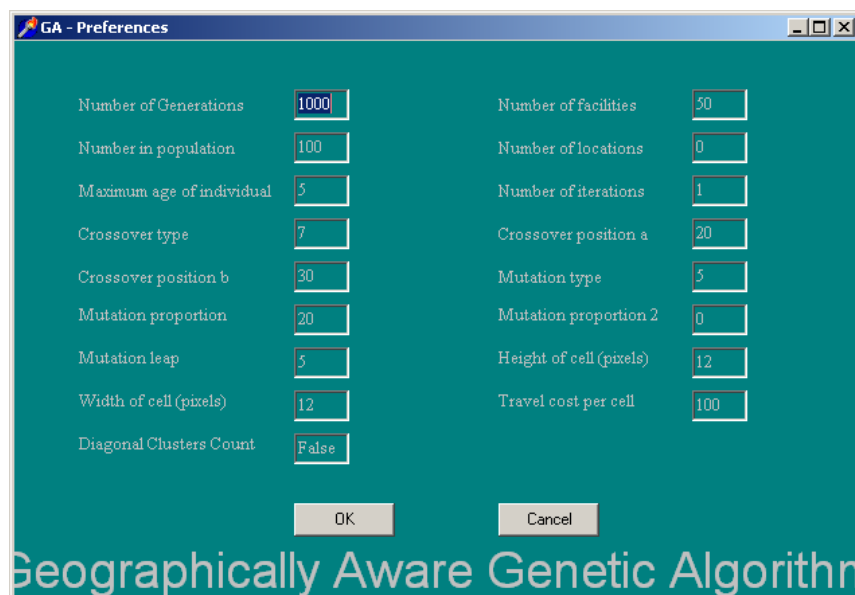 GA - Preferences
Number of Generations 1000 Number of facilities 50
Number in population 100 Number of locations 0
Maximum age of individual 5 Number of iterations 1
Crossover type 7 Crossover position a 20
Crossover position b 30 Mutation type 5
Mutation proportion 20 Mutation proportion 2 0
Mutation leap 5 Height of cell (pixels) 12
Width of cell (pixels) 12 Travel cost per cell 100
Diagonal Clusters Count False
OK Cancel
Geographically Aware Genetic Algorithm